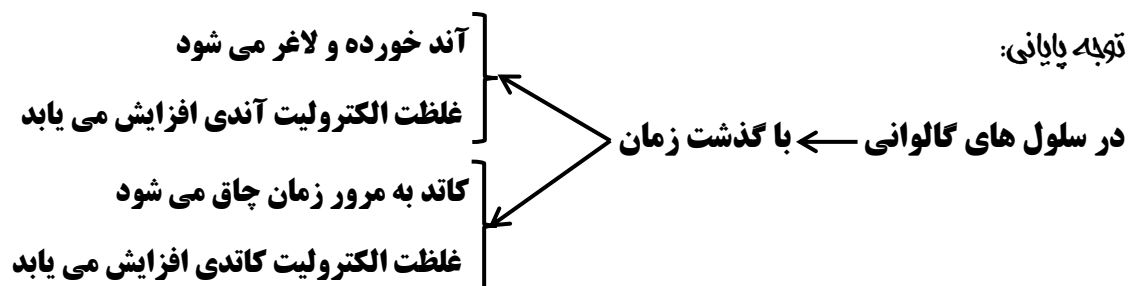 توجه پایانی:
آند خورده و لاغر می شود
غلظت الکترولیت آندی افزایش می یابد
در سلول های گالوانی ← با گذشت زمان
کاتد به مرور زمان چاق می شود
غلظت الکترولیت کاتدی افزایش می یابد